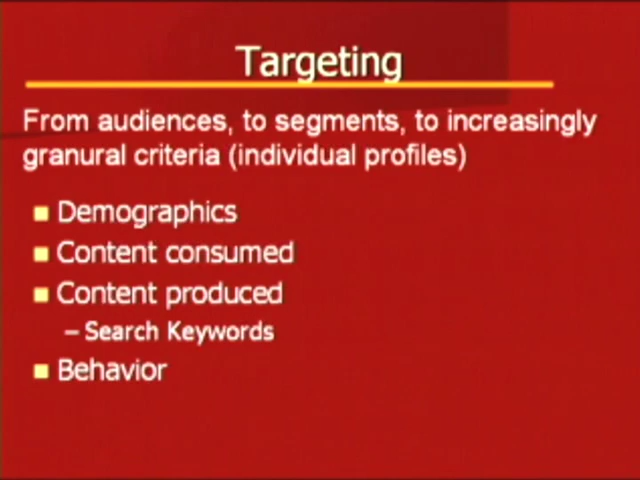 Targeting
From audiences, to segments, to increasingly
granural criteria (individual profiles)
Demographics
Content consumed
Content produced
– Search Keywords
Behavior